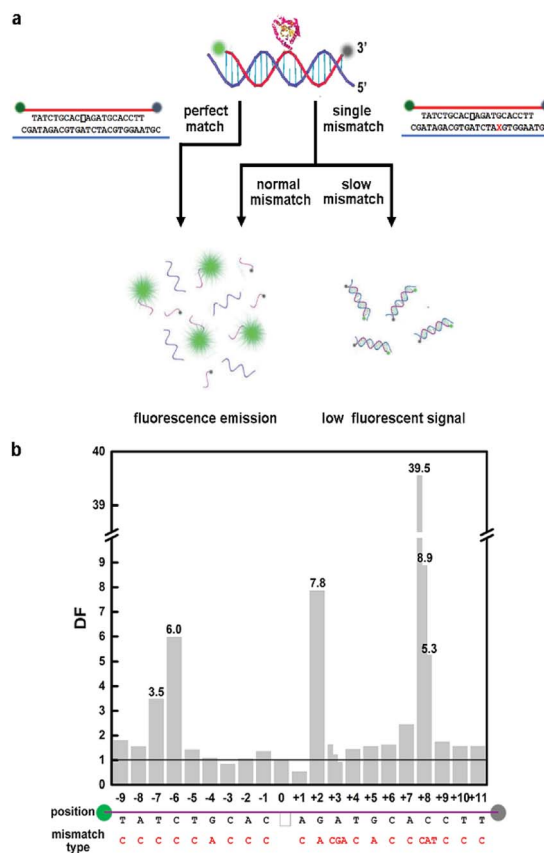 a
3'
5'
perfect match
single mismatch
TATCTGCAC▯AGATGCACCTT
CGATAGACGTGATCTACGTGGAATGC
TATCTGCAC▯AGATGCACCTT
CGATAGACGTGATCTAXGTGGAATG
normal mismatch
slow mismatch
fluorescence emission
low fluorescent signal
b
40
39.5
39
9
8.9
8
7.8
7
6.0
6
5.3
5
4
3.5
3
2
1
0
DF
-9 -8 -7 -6 -5 -4 -3 -2 -1 0 +1 +2 +3 +4 +5 +6 +7 +8 +9 +10 +11
position
T A T C T G C A C A G A T G C A C C T T
mismatch type
C C C C C A C C C C A CGA C A C C CAT C C C